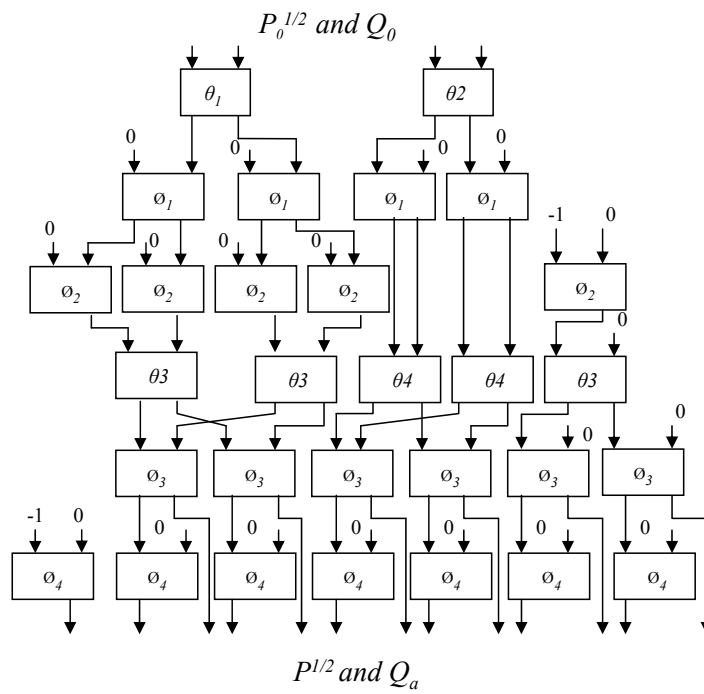 P₀^{1/2} and Q₀
θ₁ θ2
0 0 0 0
ø₁ ø₁ ø₁ ø₁
0 0 0 0 -1 0
ø₂ ø₂ ø₂ ø₂ ø₂
0
θ3 θ3 θ4 θ4 θ3
0 0
ø₃ ø₃ ø₃ ø₃ ø₃ ø₃
-1 0 0 0 0 0 0 0
ø₄ ø₄ ø₄ ø₄ ø₄ ø₄ ø₄
P^{1/2} and Qₐ